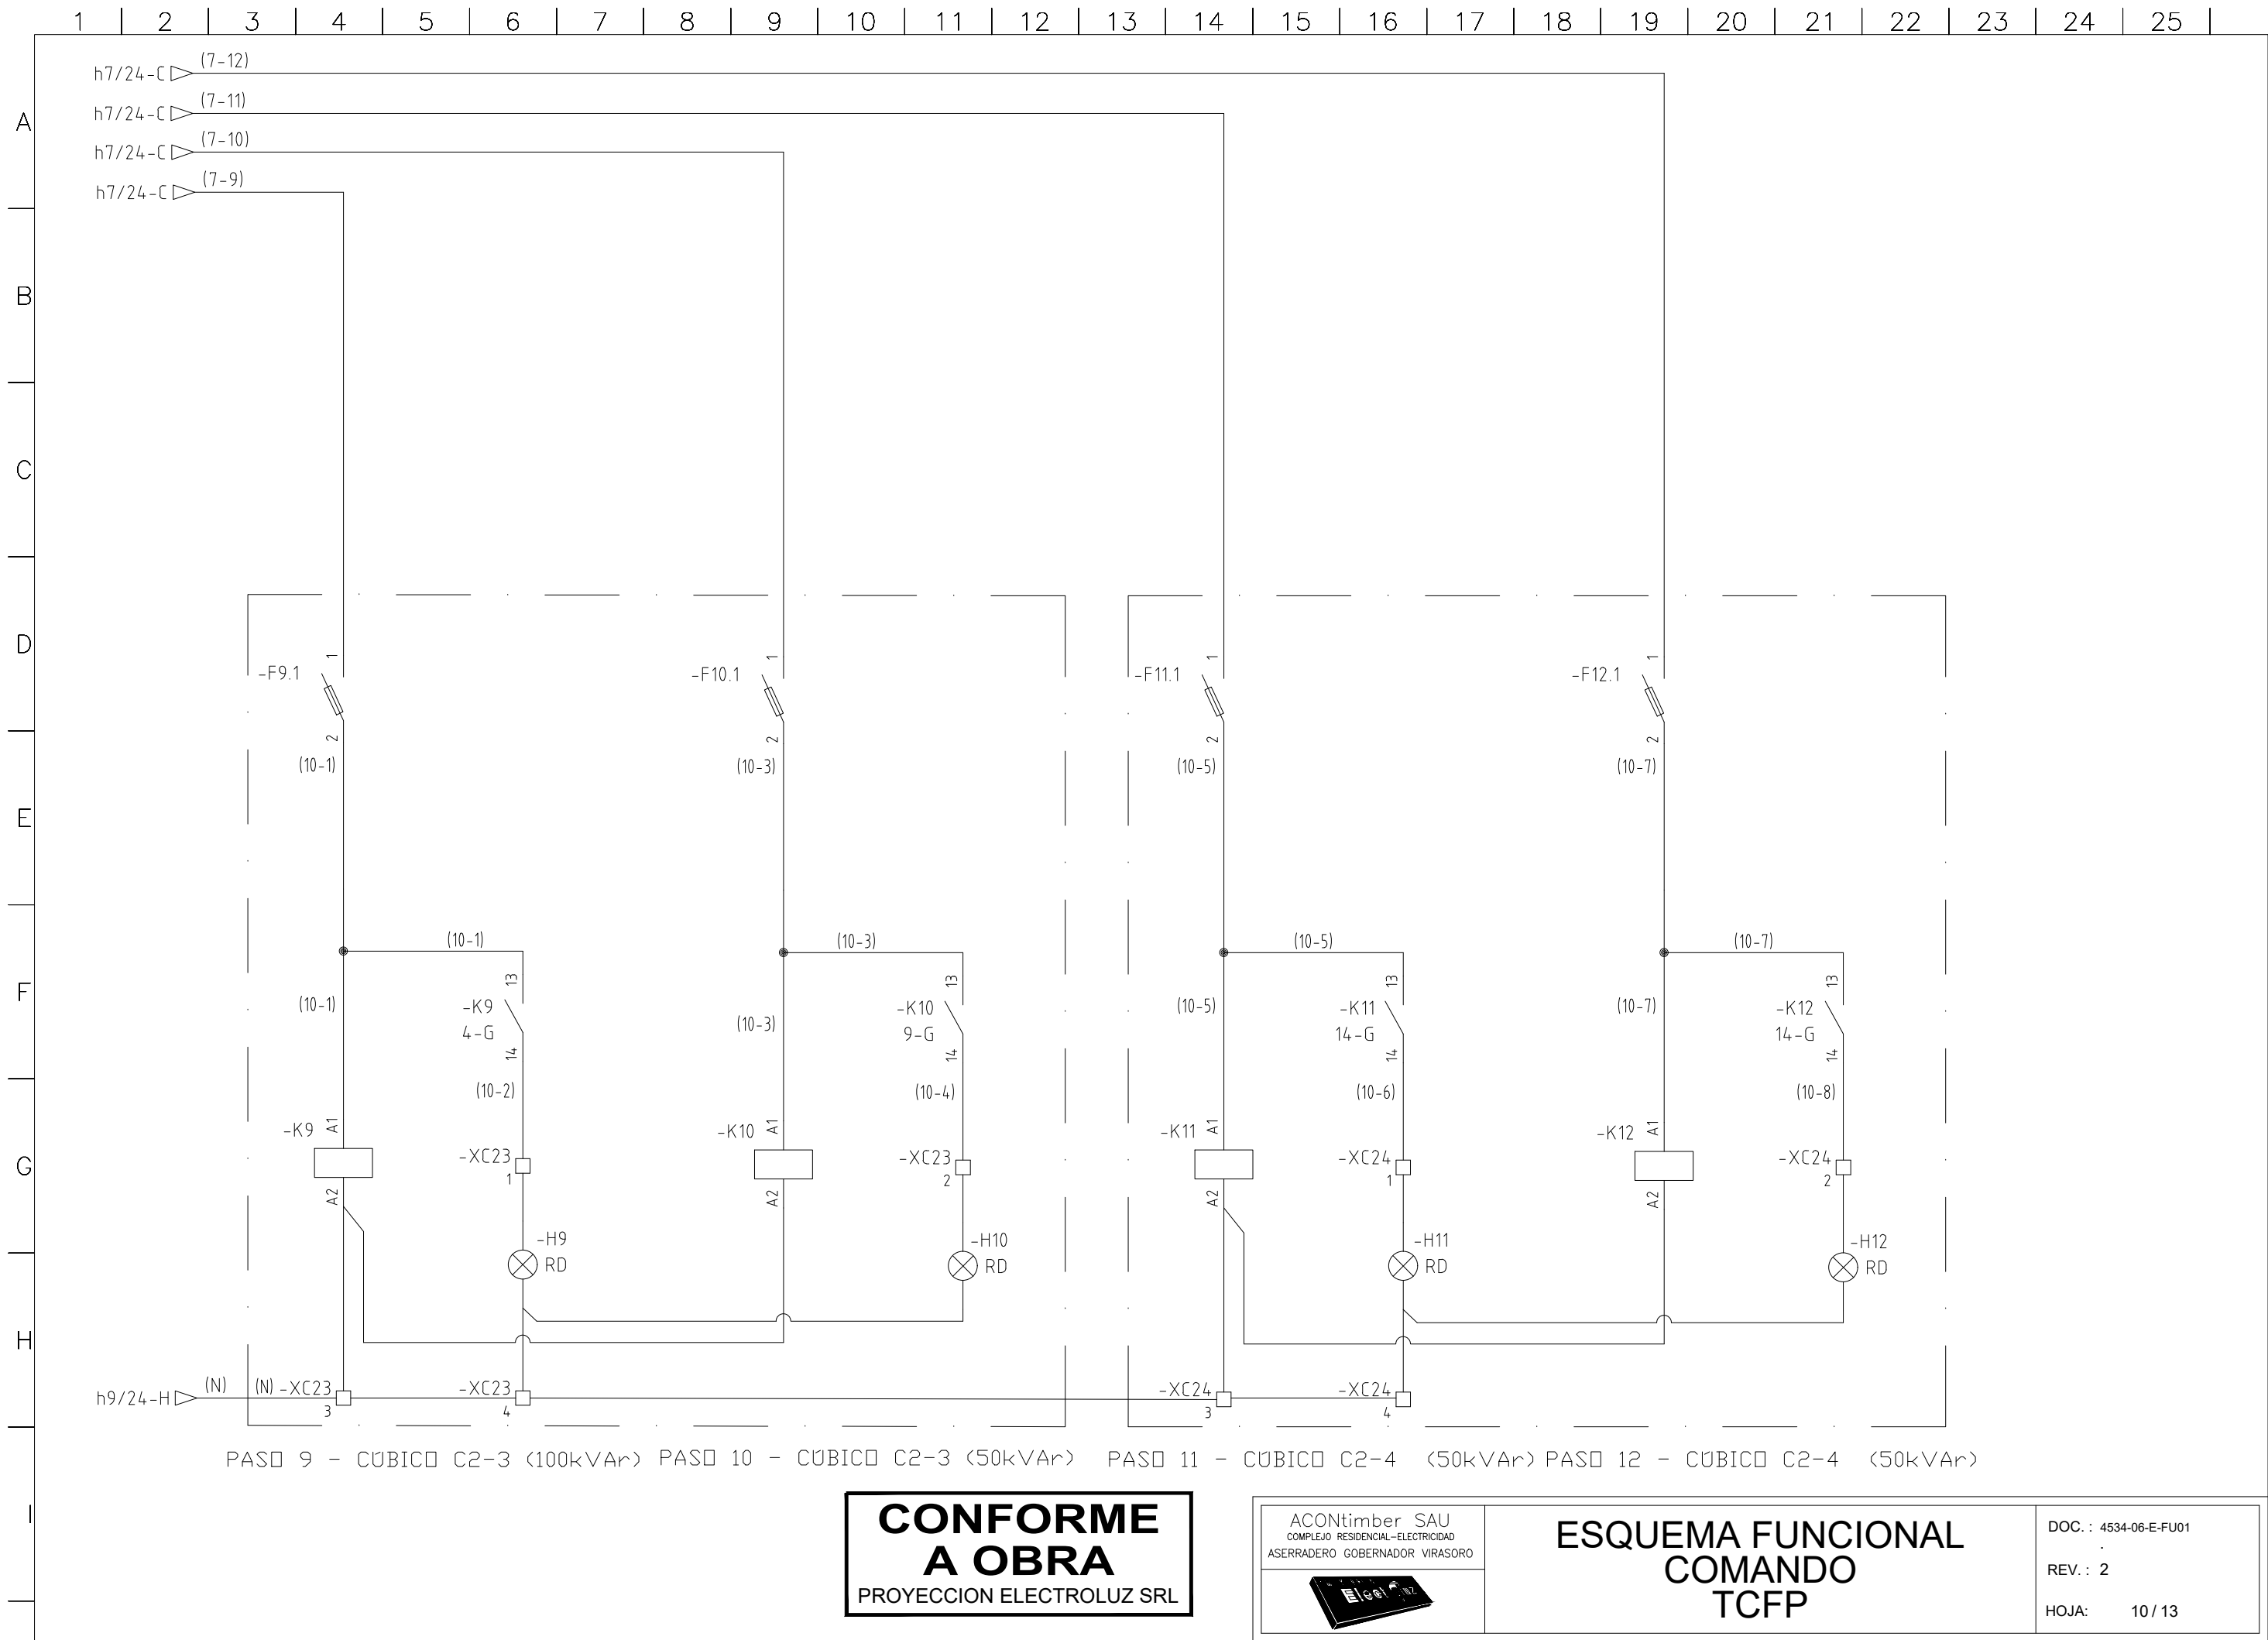 1 2 3 4 5 6 7 8 9 10 11 12 13 14 15 16 17 18 19 20 21 22 23 24 25
h7/24-C (7-12)
h7/24-C (7-11)
A
h7/24-C (7-10)
h7/24-C (7-9)
B
C
D
1 1 1 1
-F9.1 -F10.1 -F11.1 -F12.1
2 2 2 2
(10-1) (10-3) (10-5) (10-7)
E
(10-1) (10-3) (10-5) (10-7)
13 13 13 13
F
(10-1) -K9 (10-3) -K10 (10-5) -K11 (10-7) -K12
4-G 9-G 14-G 14-G
14 14 14 14
(10-2) (10-4) (10-6) (10-8)
-K9 A1 -K10 A1 -K11 A1 -K12 A1
G
-XC23 -XC23 -XC24 -XC24
1 2 1 2
A2 A2 A2 A2
-H9 -H10 -H11 -H12
RD RD RD RD
H
h9/24-H (N) (N) -XC23 -XC23 -XC24 -XC24
3 4 3 4
PASO 9 - CÚBICO C2-3 (100kVAr) PASO 10 - CÚBICO C2-3 (50kVAr) PASO 11 - CÚBICO C2-4 (50kVAr) PASO 12 - CÚBICO C2-4 (50kVAr)
I
CONFORME
A OBRA
PROYECCION ELECTROLUZ SRL
ACONtimber SAU
COMPLEJO RESIDENCIAL-ELECTRICIDAD
ASERRADERO GOBERNADOR VIRASORO
ESQUEMA FUNCIONAL
COMANDO
TCFP
DOC. : 4534-06-E-FU01
.
REV. : 2
HOJA: 10 / 13